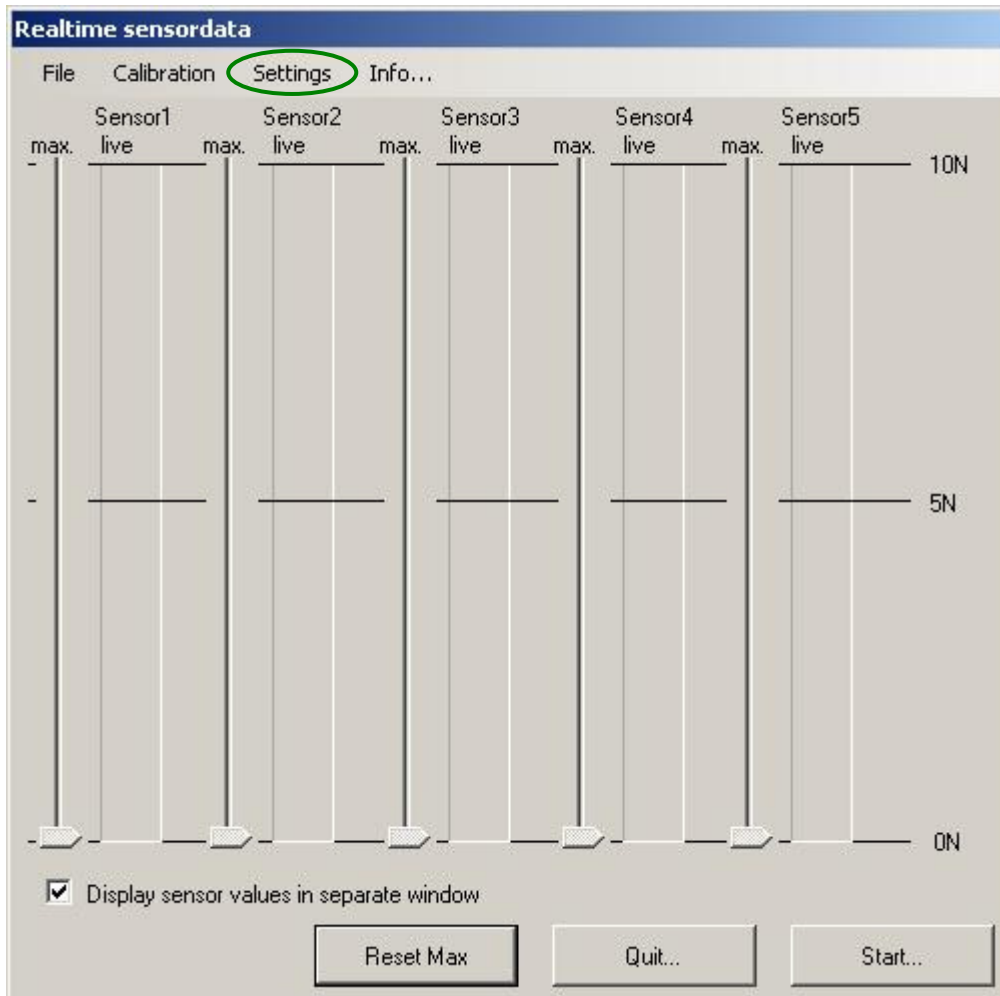 Realtime sensordata
File Calibration Settings Info...
Sensor1 Sensor2 Sensor3 Sensor4 Sensor5
max. live max. live max. live max. live max. live
10N
5N
0N
Display sensor values in separate window
Reset Max Quit... Start...